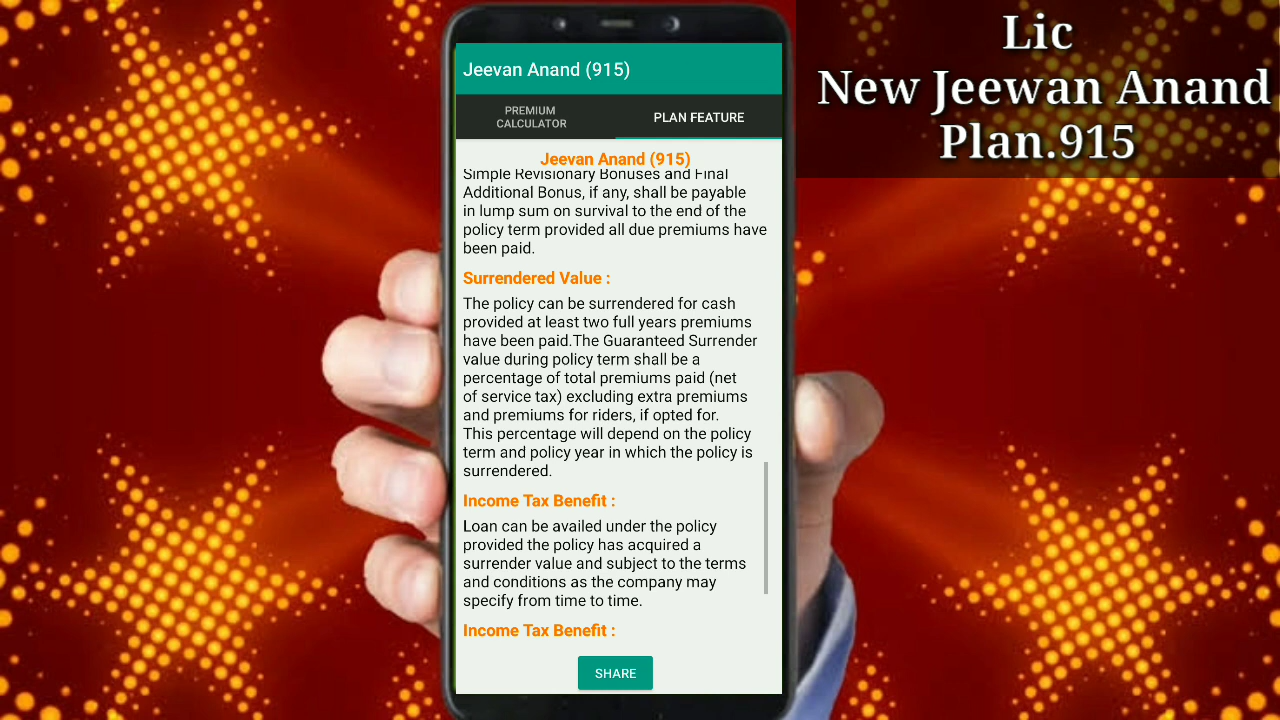 Lic
New Jeewan Anand
Plan.915
Jeevan Anand (915)
PREMIUM
CALCULATOR
PLAN FEATURE
Jeevan Anand (915)
Simple Revisionary Bonuses and Final
Additional Bonus, if any, shall be payable
in lump sum on survival to the end of the
policy term provided all due premiums have
been paid.
Surrendered Value :
The policy can be surrendered for cash
provided at least two full years premiums
have been paid.The Guaranteed Surrender
value during policy term shall be a
percentage of total premiums paid (net
of service tax) excluding extra premiums
and premiums for riders, if opted for.
This percentage will depend on the policy
term and policy year in which the policy is
surrendered.
Income Tax Benefit :
Loan can be availed under the policy
provided the policy has acquired a
surrender value and subject to the terms
and conditions as the company may
specify from time to time.
Income Tax Benefit :
SHARE